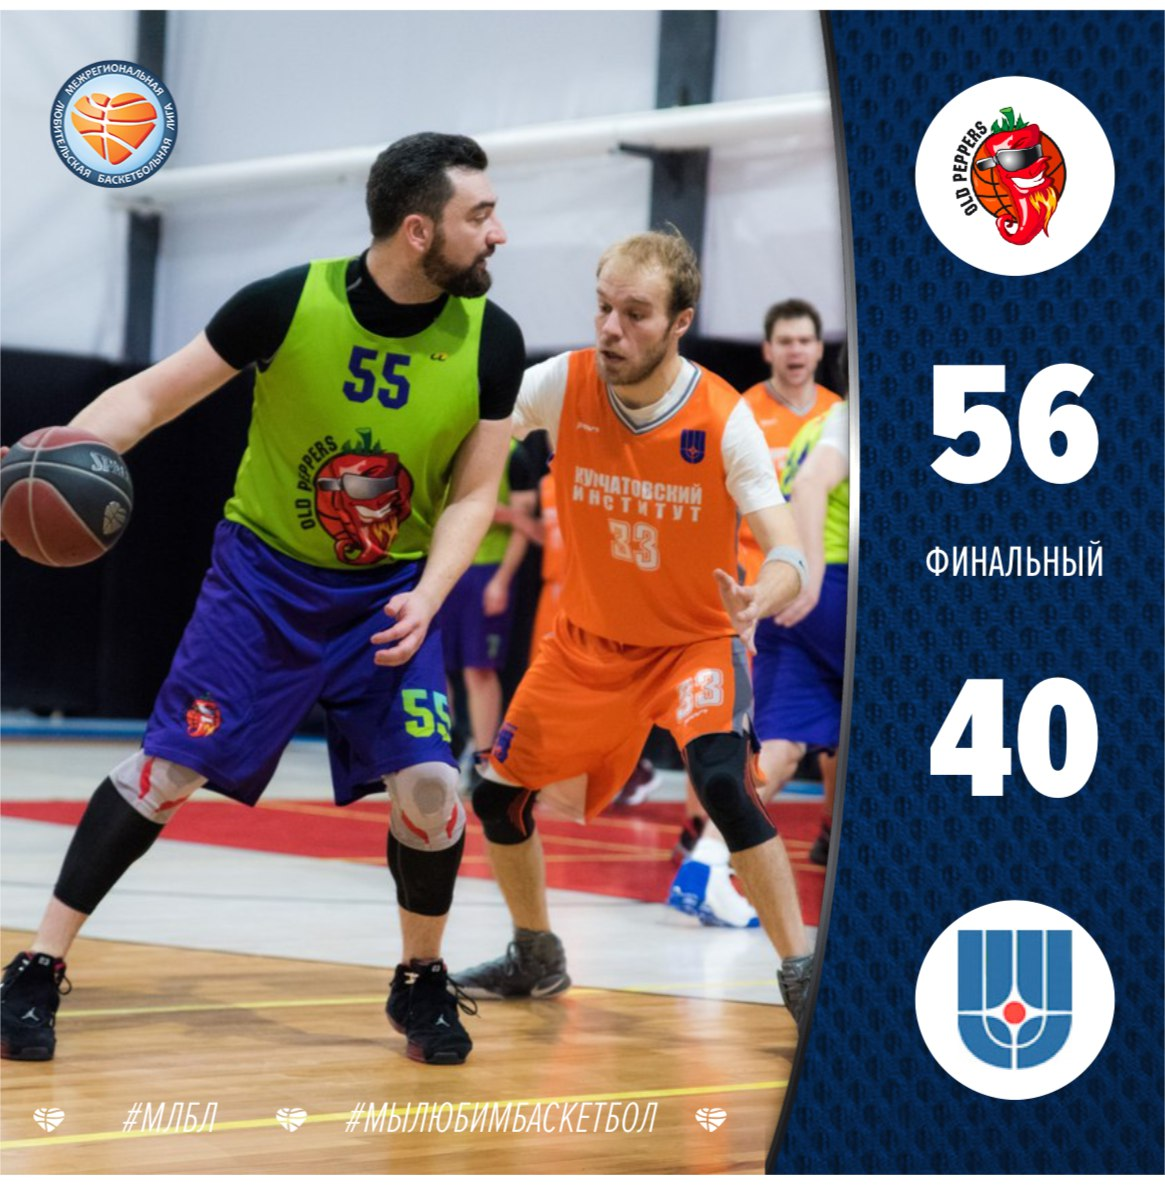 МЕЖРЕГИОНАЛЬНАЯ
ЛЮБИТЕЛЬСКАЯ БАСКЕТБОЛЬНАЯ ЛИГА
OLD PEPPERS
56
ФИНАЛЬНЫЙ
40
55
OLD PEPPERS
55
SPA
КУРЧАТОВСКИЙ
ИНСТИТУТ
33
33
#МЛБЛ
#МЫЛЮБИМБАСКЕТБОЛ